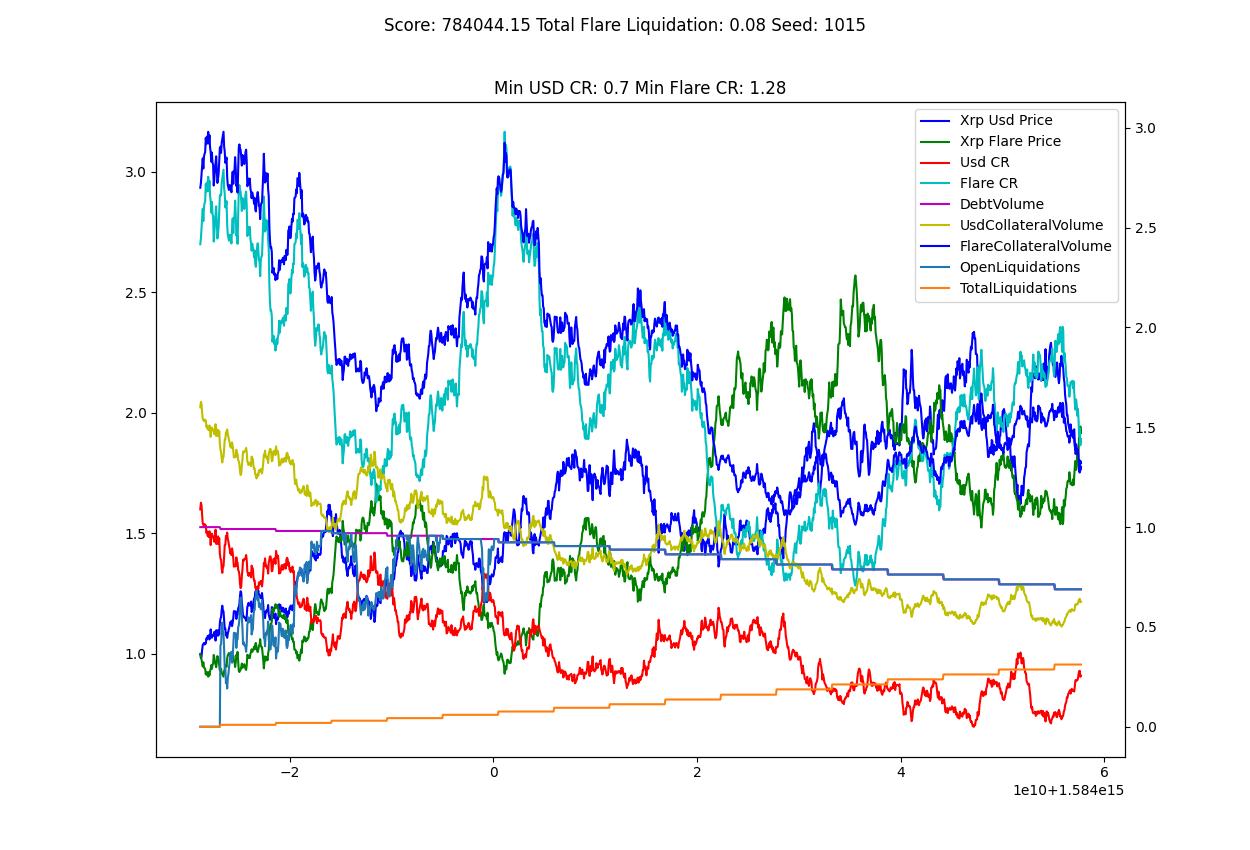 Score: 784044.15 Total Flare Liquidation: 0.08 Seed: 1015
Min USD CR: 0.7 Min Flare CR: 1.28
Xrp Usd Price
Xrp Flare Price
Usd CR
Flare CR
DebtVolume
UsdCollateralVolume
FlareCollateralVolume
OpenLiquidations
TotalLiquidations
3.0
2.5
2.0
1.5
1.0
3.0
2.5
2.0
1.5
1.0
0.5
0.0
−2
0
2
4
6
1e10+1.584e15